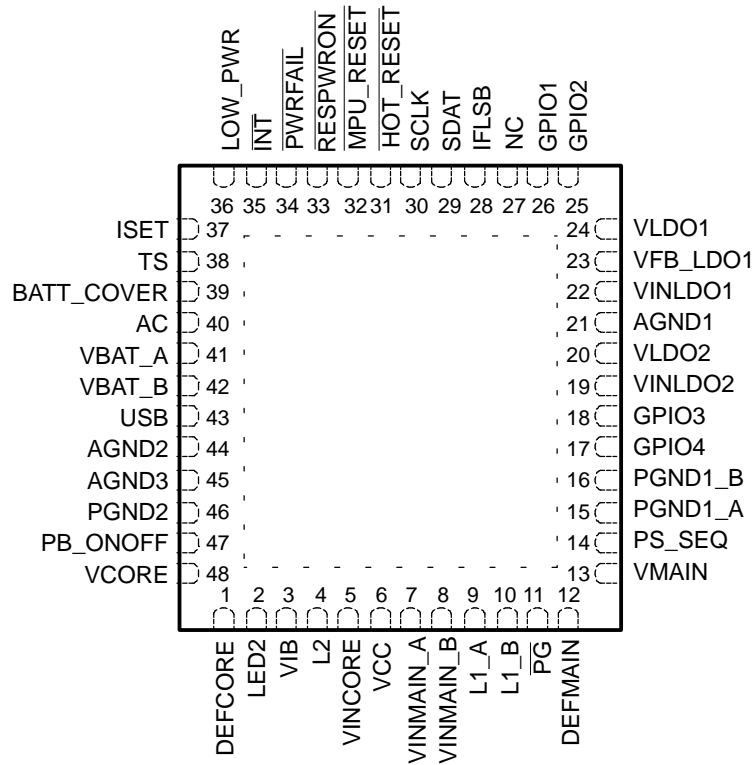 LOW_PWR
INT
PWRFAIL
RESPWRON
MPU_RESET
HOT_RESET
SCLK
SDAT
IFLSB
NC
GPIO1
GPIO2
36 35 34 33 32 31 30 29 28 27 26 25
ISET 37 24 VLDO1
TS 38 23 VFB_LDO1
BATT_COVER 39 22 VINLDO1
AC 40 21 AGND1
VBAT_A 41 20 VLDO2
VBAT_B 42 19 VINLDO2
USB 43 18 GPIO3
AGND2 44 17 GPIO4
AGND3 45 16 PGND1_B
PGND2 46 15 PGND1_A
PB_ONOFF 47 14 PS_SEQ
VCORE 48 13 VMAIN
1 2 3 4 5 6 7 8 9 10 11 12
DEFCORE
LED2
VIB
L2
VINCORE
VCC
VINMAIN_A
VINMAIN_B
L1_A
L1_B
PG
DEFMAIN